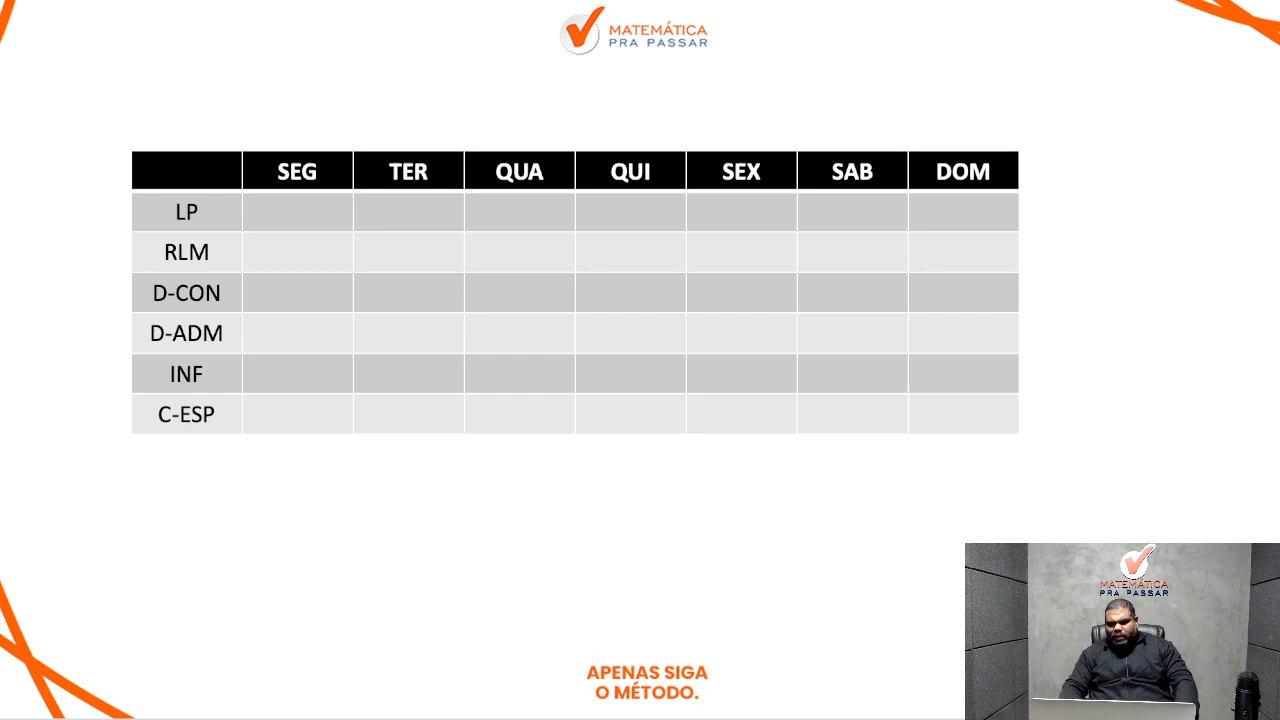 MATEMÁTICA
PRA PASSAR
SEG TER QUA QUI SEX SAB DOM
LP
RLM
D-CON
D-ADM
INF
C-ESP
MATEMÁTICA
PRA PASSAR
APENAS SIGA
O MÉTODO.